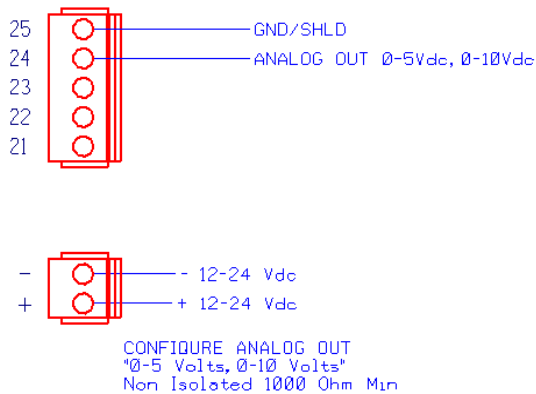 25 GND/SHLD
24 ANALOG OUT 0-5Vdc, 0-10Vdc
23
22
21
- - 12-24 Vdc
+ + 12-24 Vdc
CONFIQURE ANALOG OUT
"0-5 Volts, 0-10 Volts"
Non Isolated 1000 Ohm Min